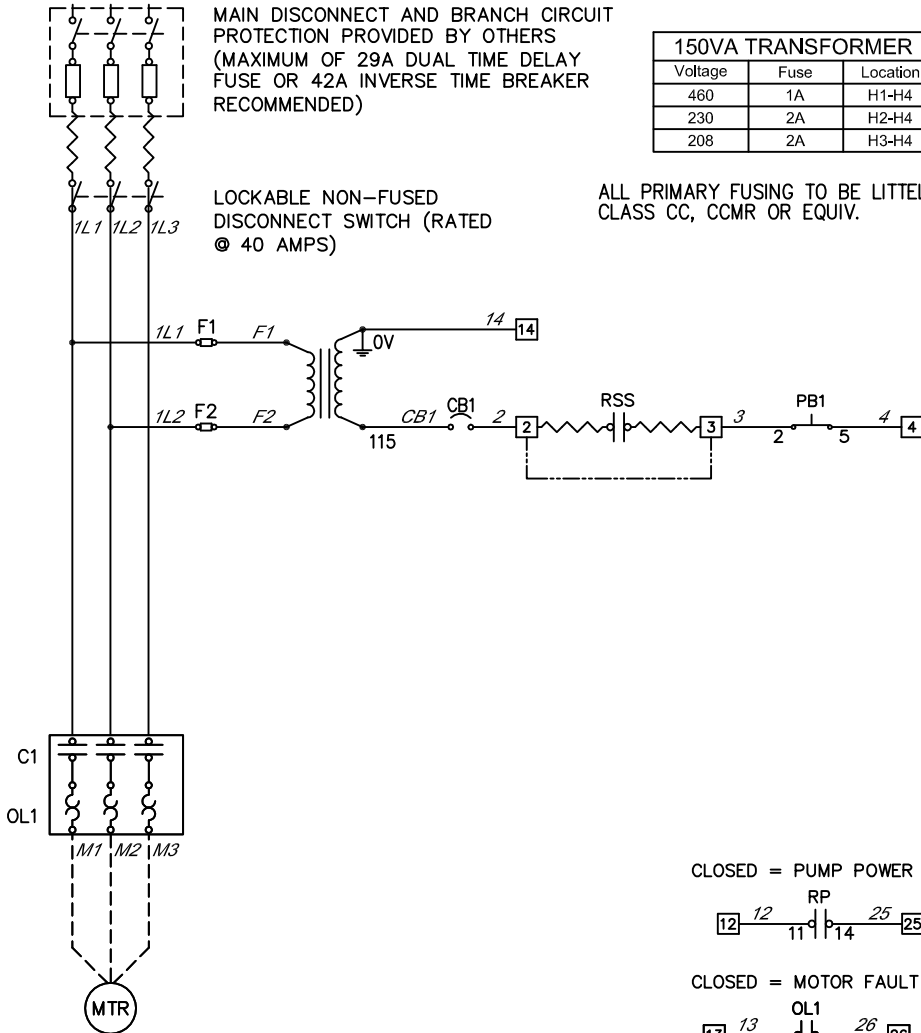 MAIN DISCONNECT AND BRANCH CIRCUIT
PROTECTION PROVIDED BY OTHERS
(MAXIMUM OF 29A DUAL TIME DELAY
FUSE OR 42A INVERSE TIME BREAKER
RECOMMENDED)
150VA TRANSFORMER
Voltage Fuse Location
460 1A H1-H4
230 2A H2-H4
208 2A H3-H4
LOCKABLE NON-FUSED
DISCONNECT SWITCH (RATED
@ 40 AMPS)
ALL PRIMARY FUSING TO BE
CLASS CC, CCMR OR EQUIV.
1L1 1L2 1L3
1L1 F1 F1
0V
14 14
1L2 F2 F2
115
CB1 CB1 2 2
RSS
3 3
PB1
2 5
4 4
C1
OL1
M1 M2 M3
MTR
CLOSED = PUMP POWER
RP
12 12 11 14 25 25
CLOSED = MOTOR FAULT
OL1
13 26